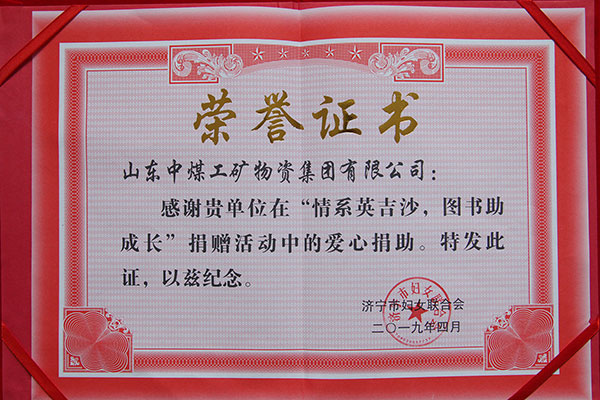 荣誉证书
山东中煤工矿物资集团有限公司：
感谢贵单位在“情系英吉沙，图书助
成长”捐赠活动中的爱心捐助。特发此
证，以兹纪念。
济宁市妇女联合会
二〇一九年四月